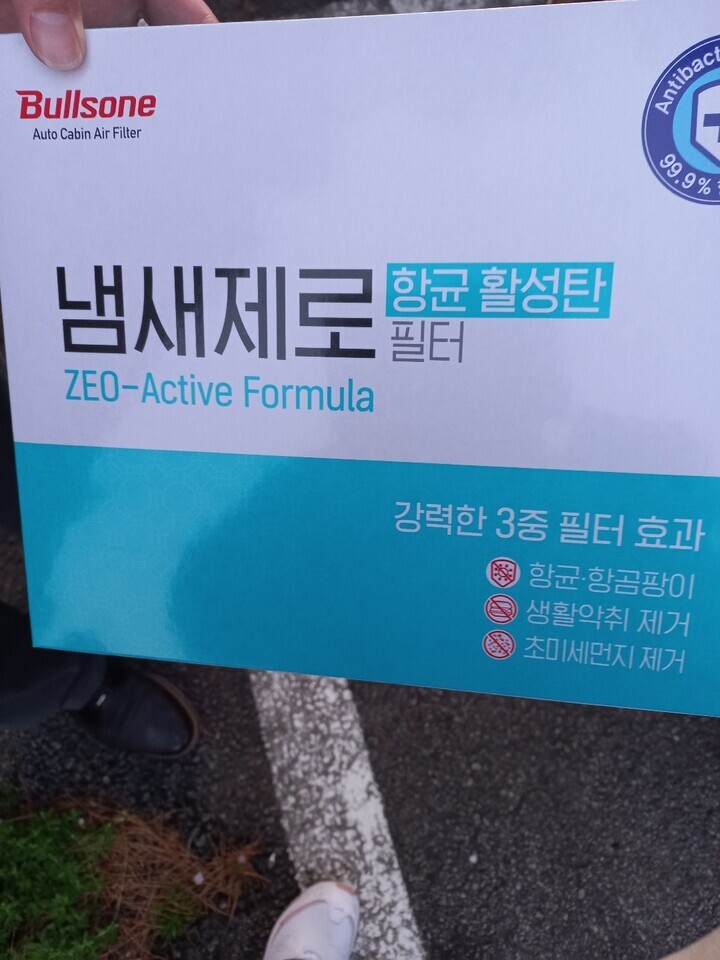 Bullsone
Auto Cabin Air Filter
99.9%
냄새제로 항균 활성탄
필터
ZEO-Active Formula
강력한 3중 필터 효과
항균·항곰팡이
생활악취 제거
초미세먼지 제거